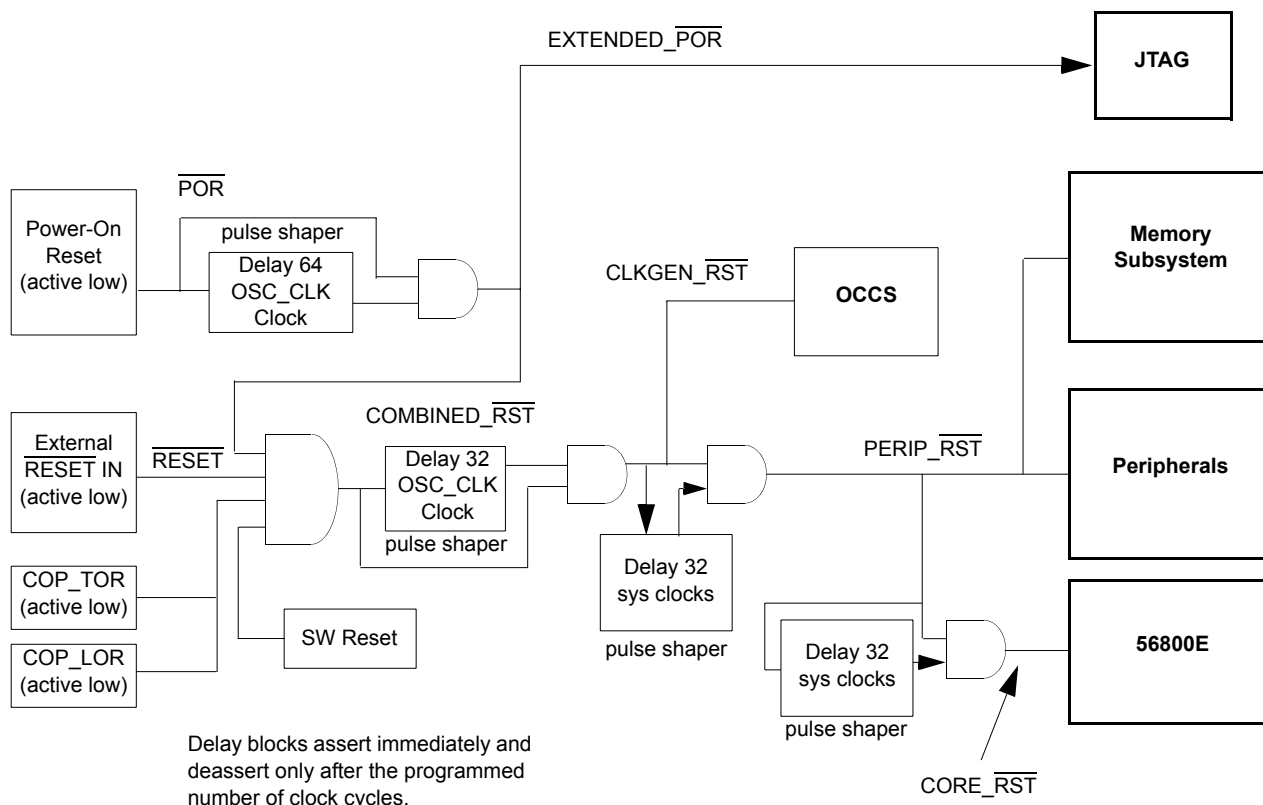 EXTENDED_POR
JTAG
POR
Power-On
Reset
(active low)
pulse shaper
Delay 64
OSC_CLK
Clock
CLKGEN_RST
OCCS
Memory
Subsystem
External
RESET IN
(active low)
RESET
COMBINED_RST
Delay 32
OSC_CLK
Clock
pulse shaper
PERIP_RST
Peripherals
COP_TOR
(active low)
COP_LOR
(active low)
SW Reset
Delay 32
sys clocks
pulse shaper
Delay 32
sys clocks
pulse shaper
56800E
CORE_RST
Delay blocks assert immediately and
deassert only after the programmed
number of clock cycles.